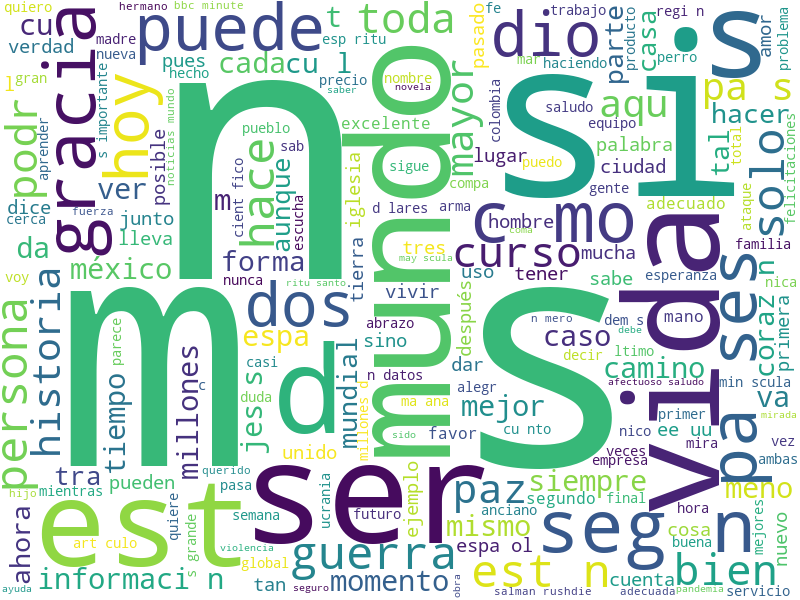 hermano
bbc minute
quiero
cu
verdad
madre
nueva
l
gran
s importante
aprender
podr
dice
cerca
fuerza
da
voy
persona
historia
gracia
hoy
pues
hecho
noticias mundo
ver
posible
junto
lleva
méxico
puede
esp ritu
t
toda
cada
cu l
precio
saber
nombre
novela
pueblo
sab
excelente
hace
cient fico
m
aunque
escucha
iglesia
sigue
d lares
arma
forma
nunca
ritu santo
tierra
tres
may scula
n
m
s
si
mundo
d
dos
espa
vivir
mayor
dio
s
parte
casa
regi n
fe
trabajo
pasado
mar
haciendo
producto
perro
amor
problema
colombia
saludo
equipo
aqu
pa s
hacer
puedo
compa
palabra
tal
total
solo
ataque
felicitaciones
lugar
ciudad
gente
c mo
hombre
adecuado
coma
curso
mucha
familia
uso
tener
sabe
esperanza
nica
vida
pa ses
coraz n
primera
después
n mero
dem s
mano
abrazo
sino
caso
debe
ltimo
decir
camino
min scula
va
casi
n datos
dar
afectuoso saludo
alegr
duda
jes s
millones
c
parece
tiempo
mundial
millones d
ma ana
mejor
primer
nico
ee uu
mira
vez
mirada
unido
sido
favor
cu nto
veces
empresa
ambas
tra
querido
ser
paz
siempre
meno
hora
pueden
pasa
ejemplo
segundo
final
cosa
mejores
hijo
mientras
quiere
semana
futuro
ucrania
anciano
seg n
buena
nuevo
ahora
est
art culo
violencia
guerra
mismo
espa ol
est n
cuenta
bien
informaci n
s grande
global
tan
momento
seguro
obra
salman rushdie
adecuada
pandemia
servicio
ayuda